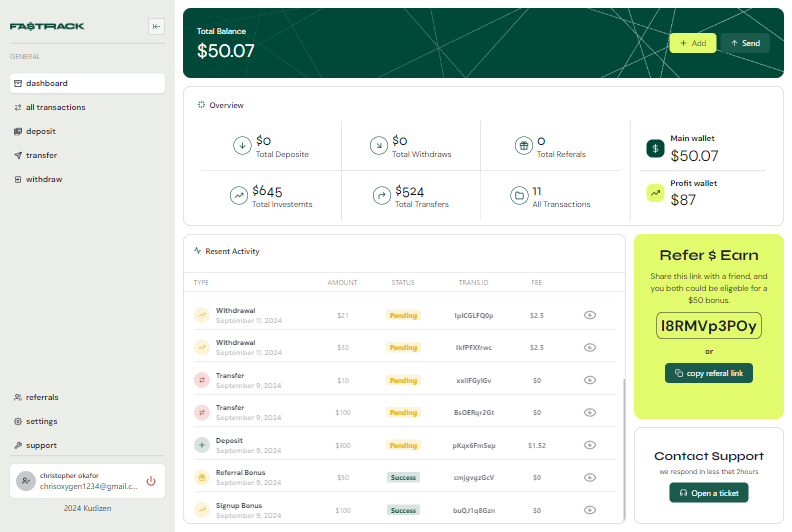 FA$TRACK
GENERAL
dashboard
all transactions
deposit
transfer
withdraw
referrals
settings
support
christopher okafor
chrisoxygen1234@gmail.c...
2024 Kudizen
Total Balance
$50.07
Add
Send
Overview
$0
Total Deposite
$0
Total Withdraws
0
Total Referrals
$645
Total Investemts
$524
Total Transfers
11
All Transactions
Main wallet
$50.07
Profit wallet
$87
Resent Activity
TYPE AMOUNT STATUS TRANS.ID FEE
Withdrawal $21 Pending 1pICGLFQ0p $2.5
September 11, 2024
Withdrawal $30 Pending IkfPFXfrwc $2.5
September 11, 2024
Transfer $10 Pending xxiIFGyIGv $0
September 9, 2024
Transfer $100 Pending BsOERqr2Gt $0
September 9, 2024
Deposit $300 Pending pKqx6FmSep $1.52
September 9, 2024
Referral Bonus $50 Success cmjgvgzGcV $0
September 9, 2024
Signup Bonus $100 Success buQJ1q8Gzn $0
September 9, 2024
Refer $ Earn
Share this link with a friend, and
you both could be eligeble for a
$50 bonus.
I8RMVp3POy
or
copy referal link
Contact Support
we respond in less that 2hours
Open a ticket